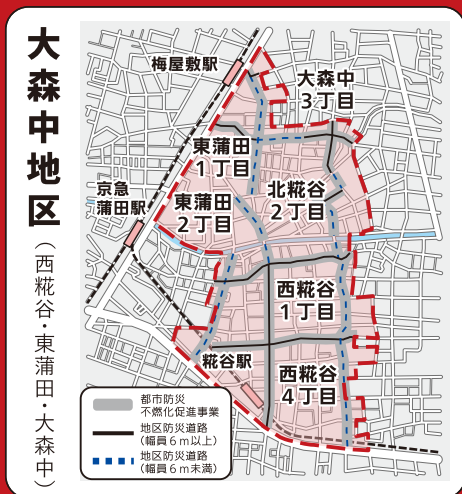 大森中地区
（西糀谷・東蒲田・大森中）
梅屋敷駅
大森中
3丁目
東蒲田
1丁目
京急
蒲田駅
東蒲田
2丁目
北糀谷
2丁目
西糀谷
1丁目
糀谷駅
西糀谷
4丁目
都市防災
不燃化促進事業
地区防災道路
(幅員6m以上)
地区防災道路
(幅員6m未満)